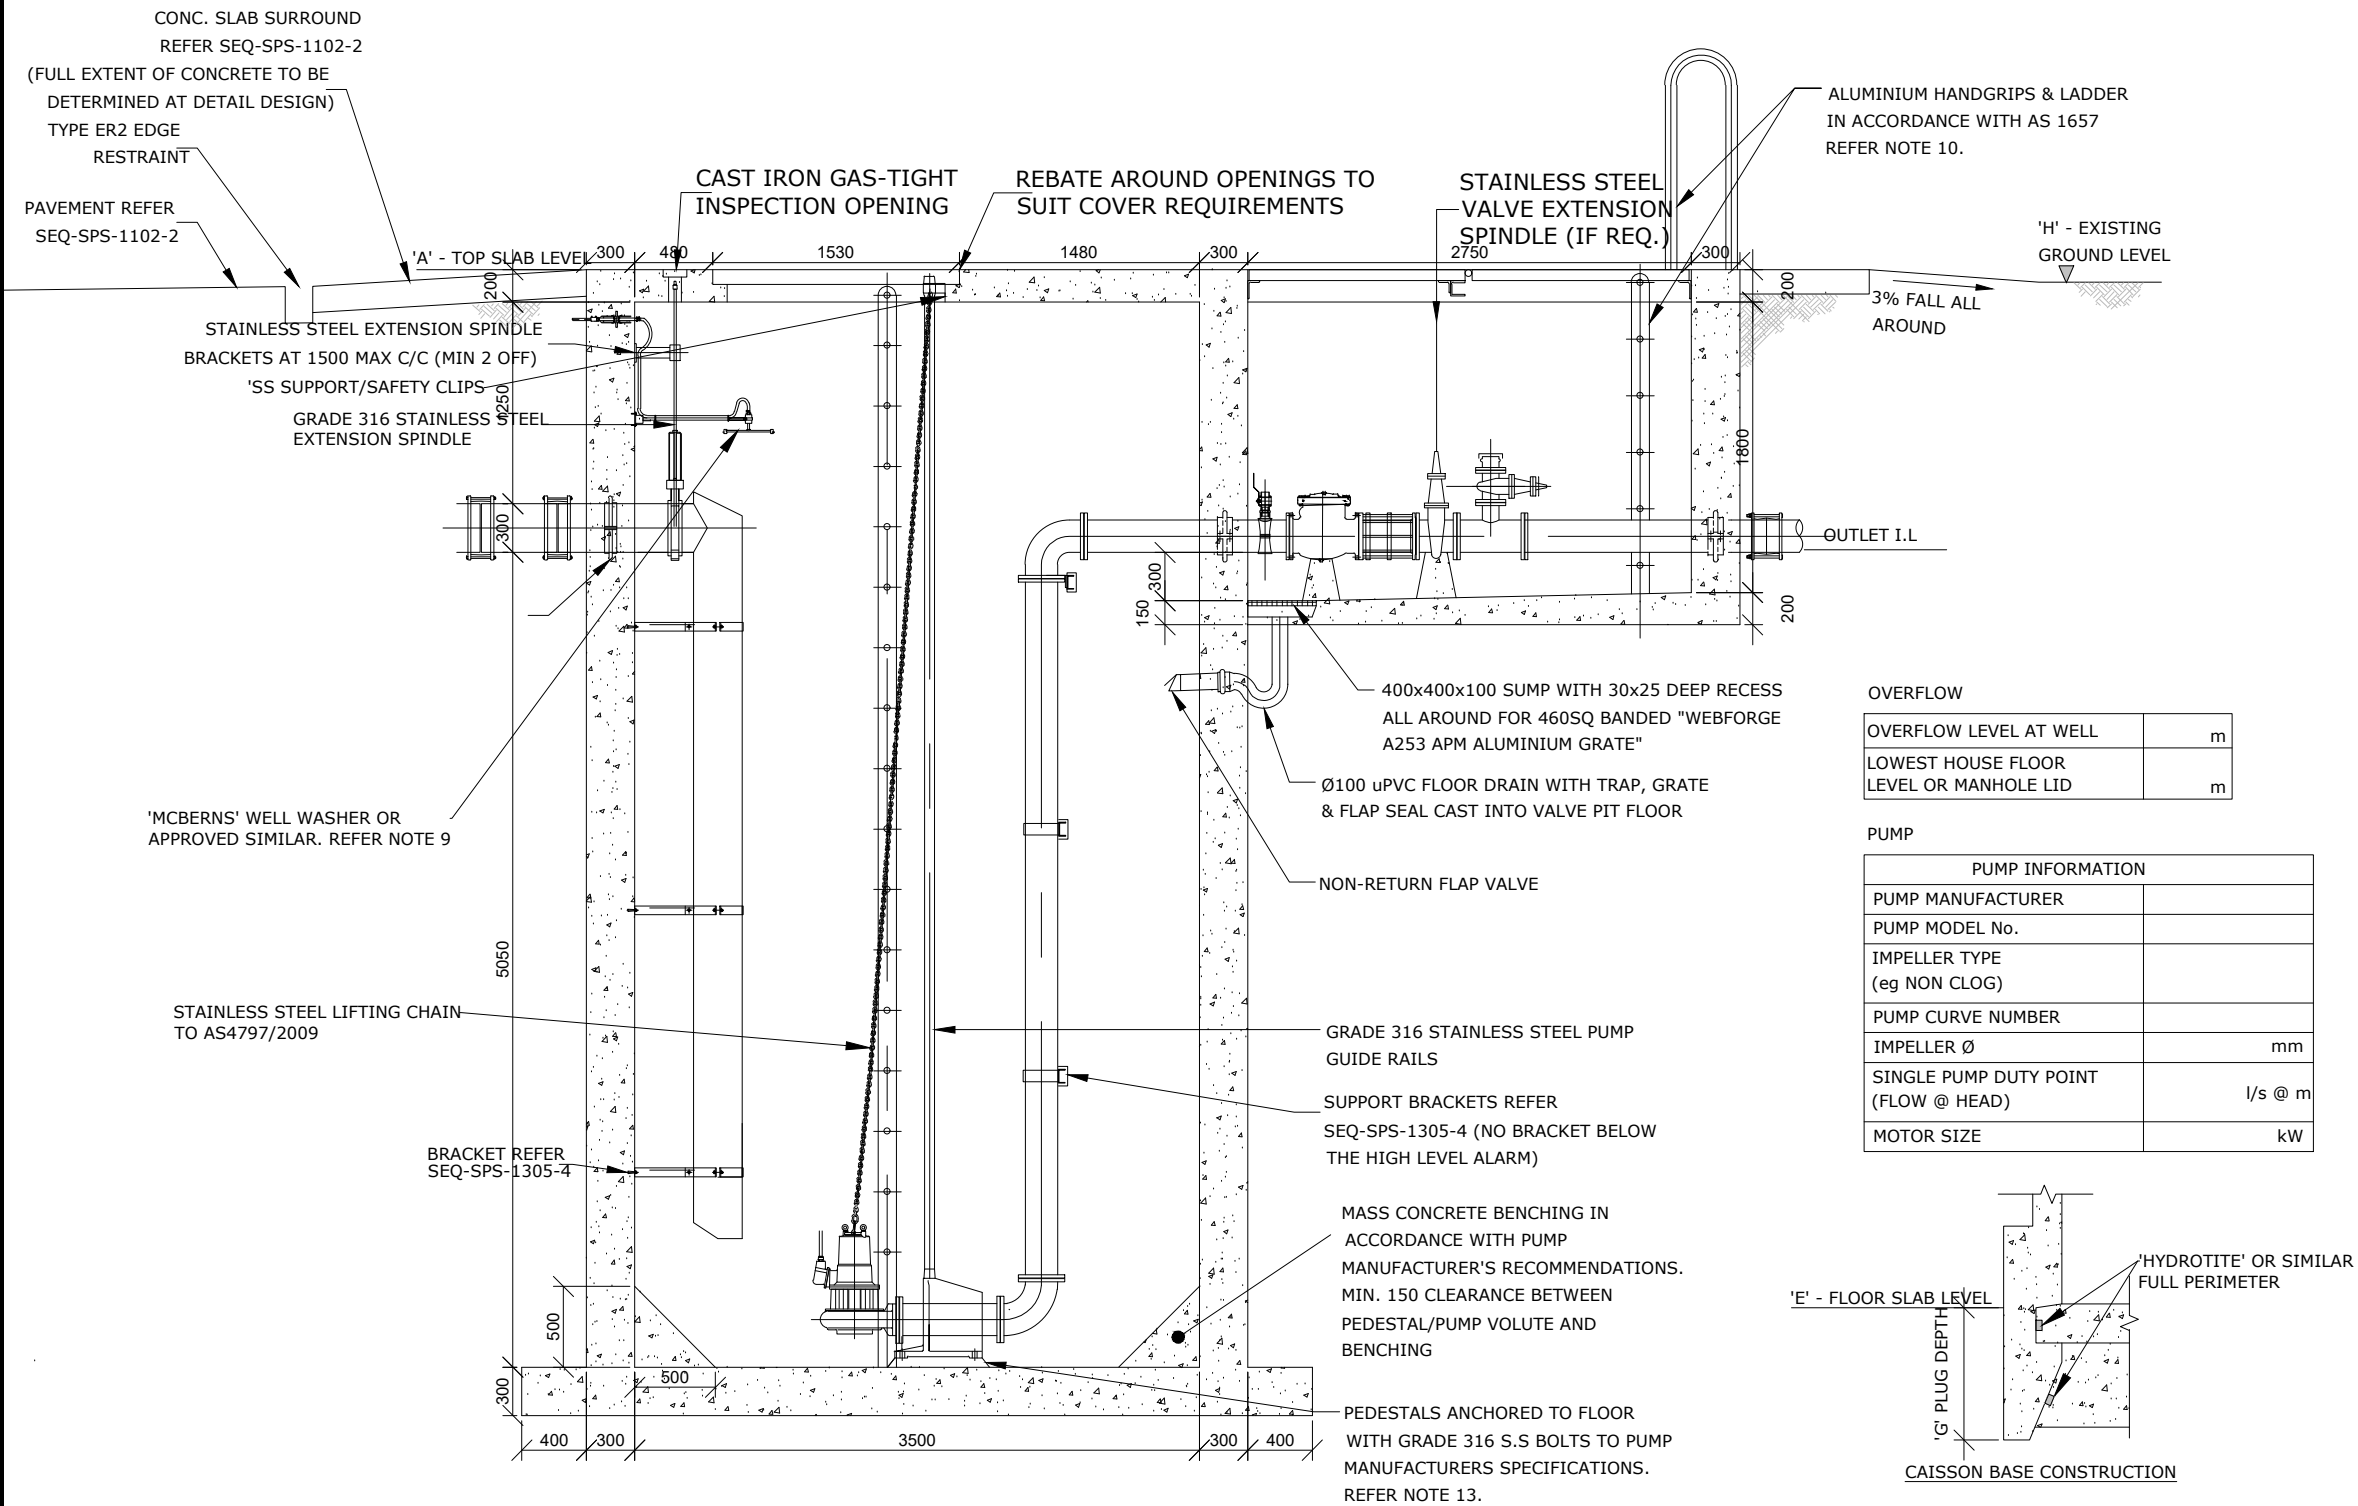 CONC. SLAB SURROUND
REFER SEQ-SPS-1102-2
(FULL EXTENT OF CONCRETE TO BE
DETERMINED AT DETAIL DESIGN)
TYPE ER2 EDGE
RESTRAINT
PAVEMENT REFER
SEQ-SPS-1102-2
CAST IRON GAS-TIGHT
INSPECTION OPENING
REBATE AROUND OPENINGS TO
SUIT COVER REQUIREMENTS
STAINLESS STEEL
VALVE EXTENSION
SPINDLE (IF REQ.)
ALUMINIUM HANDGRIPS & LADDER
IN ACCORDANCE WITH AS 1657
REFER NOTE 10.
'H' - EXISTING
GROUND LEVEL
'A' - TOP SLAB LEVEL
300
480
1530
1480
300
2750
300
200
200
3% FALL ALL
AROUND
STAINLESS STEEL EXTENSION SPINDLE
BRACKETS AT 1500 MAX C/C (MIN 2 OFF)
'SS SUPPORT/SAFETY CLIPS
1250
GRADE 316 STAINLESS STEEL
EXTENSION SPINDLE
1800
300
OUTLET I.L
300
150
200
400x400x100 SUMP WITH 30x25 DEEP RECESS
ALL AROUND FOR 460SQ BANDED "WEBFORGE
A253 APM ALUMINIUM GRATE"
Ø100 uPVC FLOOR DRAIN WITH TRAP, GRATE
& FLAP SEAL CAST INTO VALVE PIT FLOOR
NON-RETURN FLAP VALVE
'MCBERNS' WELL WASHER OR
APPROVED SIMILAR. REFER NOTE 9
5050
STAINLESS STEEL LIFTING CHAIN
TO AS4797/2009
GRADE 316 STAINLESS STEEL PUMP
GUIDE RAILS
SUPPORT BRACKETS REFER
SEQ-SPS-1305-4 (NO BRACKET BELOW
THE HIGH LEVEL ALARM)
BRACKET REFER
SEQ-SPS-1305-4
MASS CONCRETE BENCHING IN
ACCORDANCE WITH PUMP
MANUFACTURER'S RECOMMENDATIONS.
MIN. 150 CLEARANCE BETWEEN
PEDESTAL/PUMP VOLUTE AND
BENCHING
500
500
300
400
300
3500
300
400
PEDESTALS ANCHORED TO FLOOR
WITH GRADE 316 S.S BOLTS TO PUMP
MANUFACTURERS SPECIFICATIONS.
REFER NOTE 13.
OVERFLOW
OVERFLOW LEVEL AT WELL m
LOWEST HOUSE FLOOR
LEVEL OR MANHOLE LID m
PUMP
PUMP INFORMATION
PUMP MANUFACTURER
PUMP MODEL No.
IMPELLER TYPE
(eg NON CLOG)
PUMP CURVE NUMBER
IMPELLER Ø mm
SINGLE PUMP DUTY POINT
(FLOW @ HEAD) l/s @ m
MOTOR SIZE kW
'HYDROTITE' OR SIMILAR
FULL PERIMETER
'E' - FLOOR SLAB LEVEL
'G' PLUG DEPTH
CAISSON BASE CONSTRUCTION